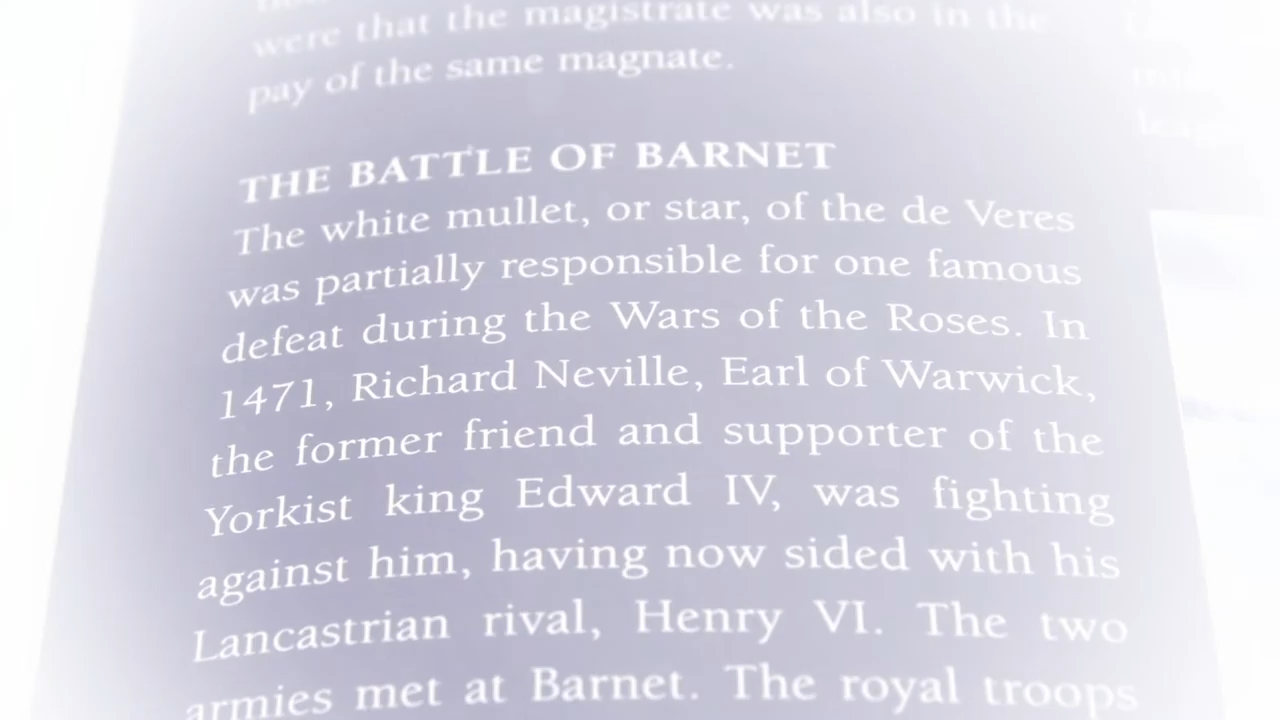 were that the magistrate was also in the
pay of the same magnate.
THE BATTLE OF BARNET
The white mullet, or star, of the de Veres
was partially responsible for one famous
defeat during the Wars of the Roses. In
1471, Richard Neville, Earl of Warwick,
the former friend and supporter of the
Yorkist king Edward IV, was fighting
against him, having now sided with his
Lancastrian rival, Henry VI. The two
armies met at Barnet. The royal troops